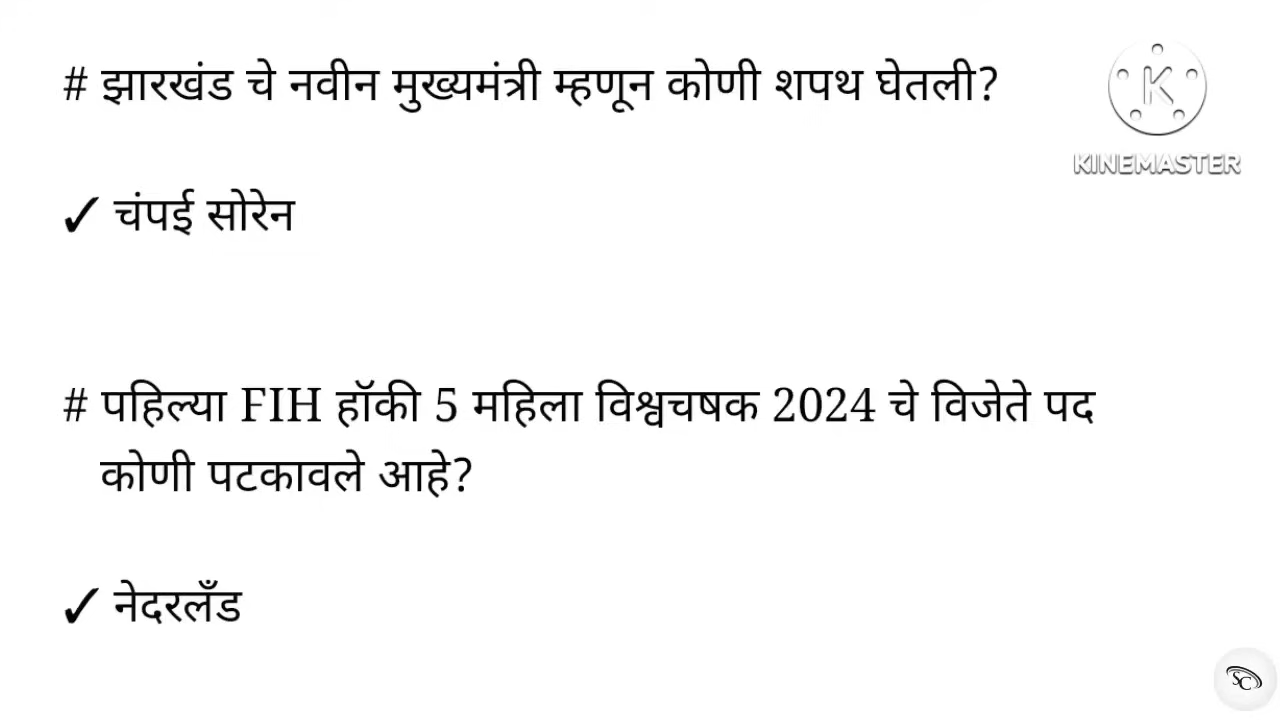 # झारखंड चे नवीन मुख्यमंत्री म्हणून कोणी शपथ घेतली?
KINEMASTER
✓ चंपई सोरेन
# पहिल्या FIH हॉकी 5 महिला विश्वचषक 2024 चे विजेते पद
कोणी पटकावले आहे?
✓ नेदरलँड
SC